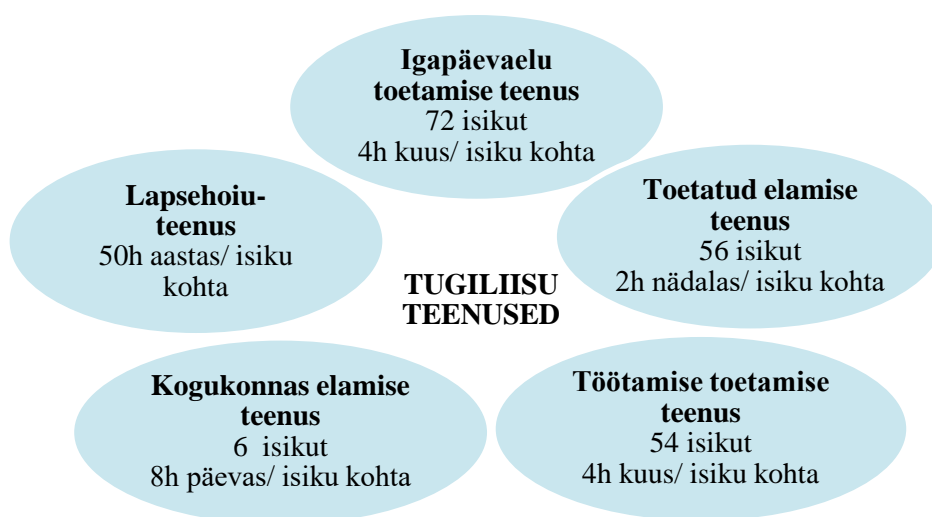 Igapäevaelu
toetamise teenus
72 isikut
4h kuus/ isiku kohta
Lapsehoiu-
teenus
50h aastas/ isiku
kohta
Toetatud elamise
teenus
56 isikut
2h nädalas/ isiku kohta
TUGILIISU
TEENUSED
Kogukonnas elamise
teenus
6 isikut
8h päevas/ isiku kohta
Töötamise toetamise
teenus
54 isikut
4h kuus/ isiku kohta